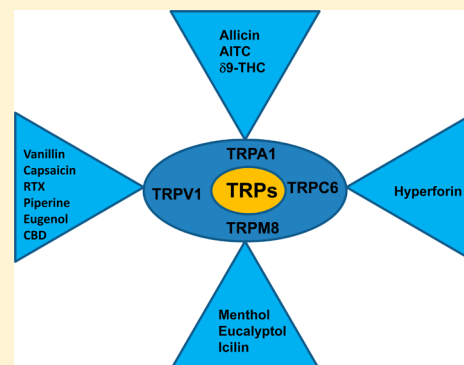 Allicin
AITC
δ9-THC
Vanillin
Capsaicin
RTX
Piperine
Eugenol
CBD
TRPA1
TRPV1
TRPs
TRPC6
TRPM8
Hyperforin
Menthol
Eucalyptol
Icilin